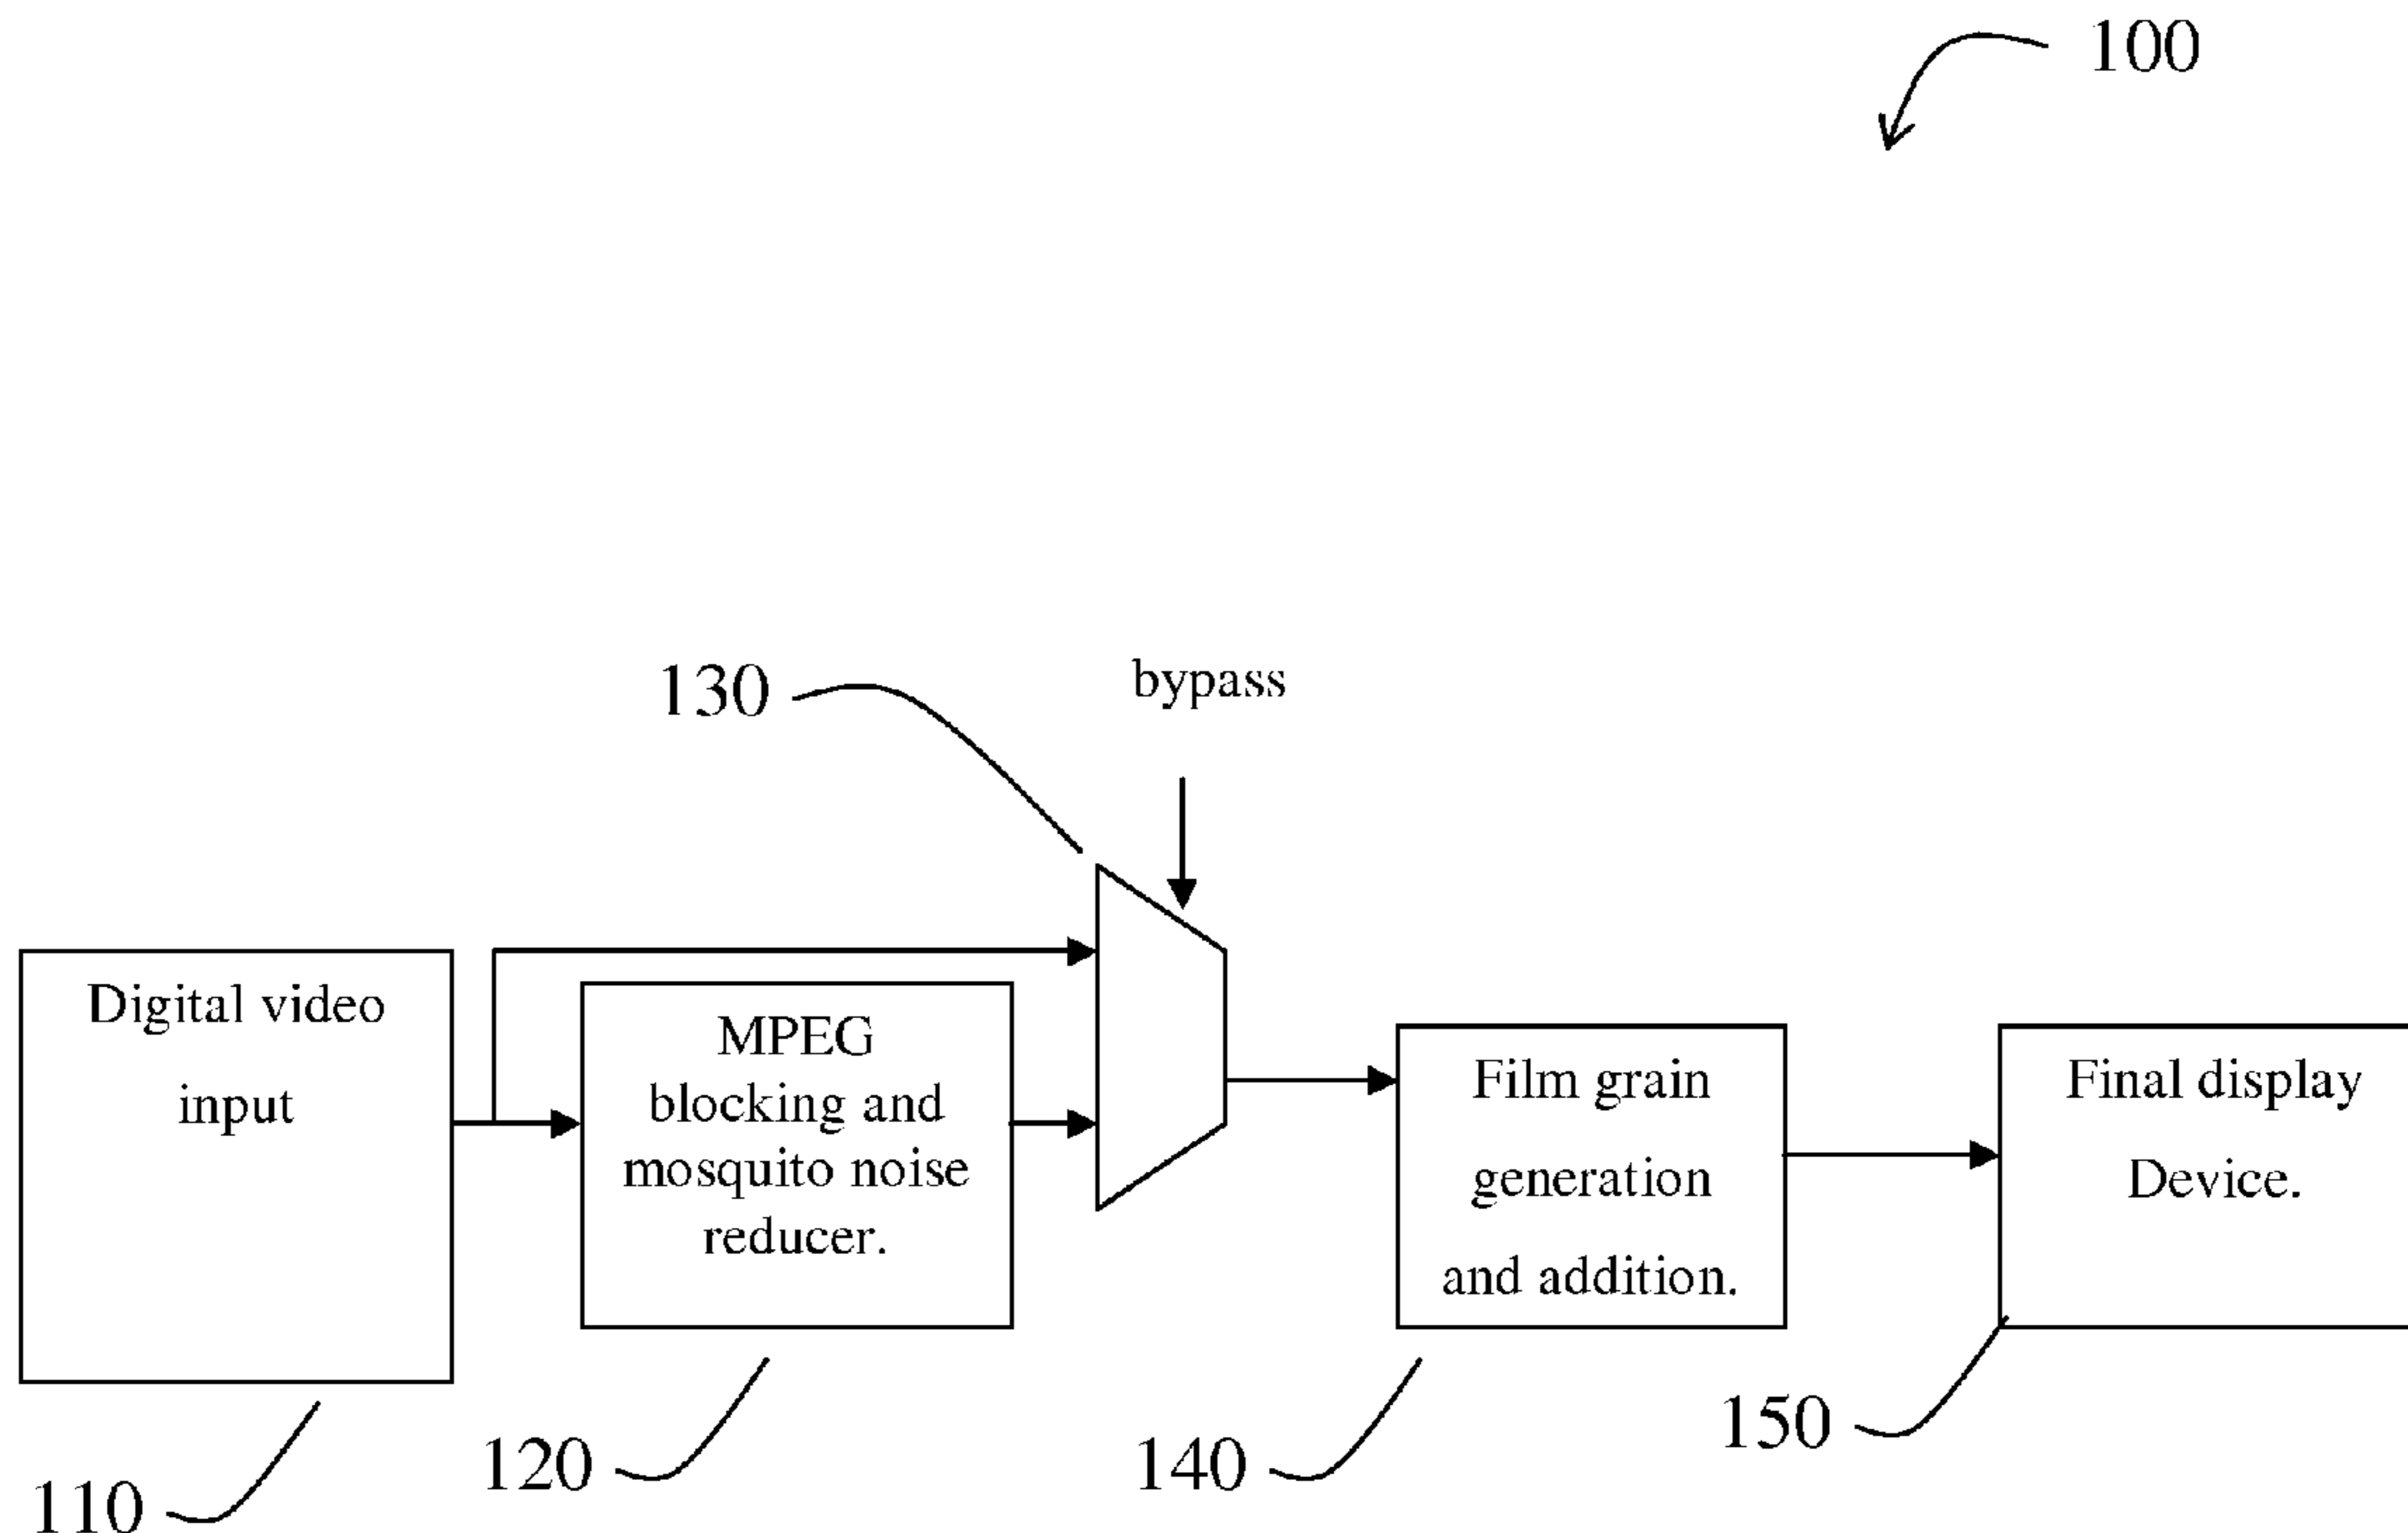 100
130
bypass
Digital video
input
MPEG
blocking and
mosquito noise
reducer.
Film grain
generation
and addition.
Final display
Device.
110
120
140
150